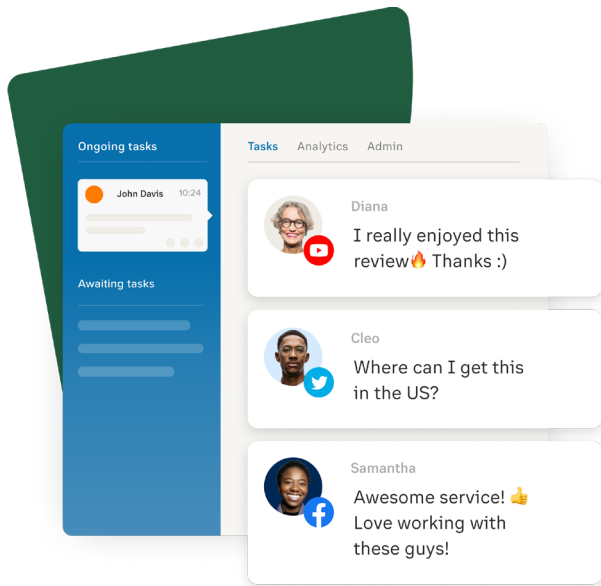 Ongoing tasks
John Davis 10:24
Awaiting tasks
Tasks Analytics Admin
Diana
I really enjoyed this
review🔥 Thanks :)
Cleo
Where can I get this
in the US?
Samantha
Awesome service! 👍
Love working with
these guys!